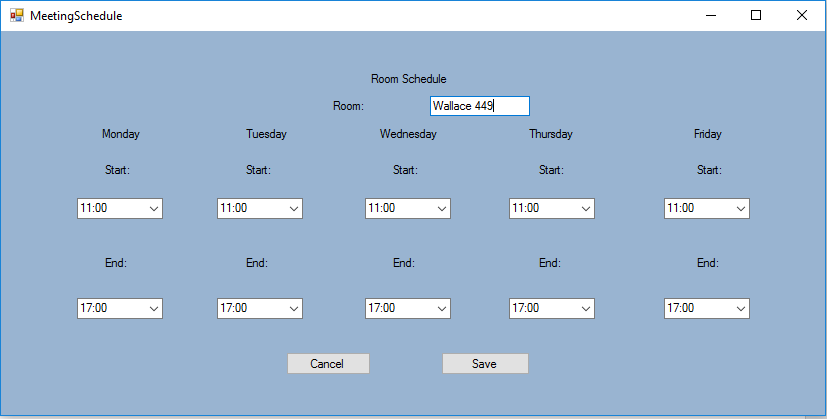 MeetingSchedule
Room Schedule
Room: Wallace 449
Monday Tuesday Wednesday Thursday Friday
Start: Start: Start: Start: Start:
11:00 11:00 11:00 11:00 11:00
End: End: End: End: End:
17:00 17:00 17:00 17:00 17:00
Cancel Save